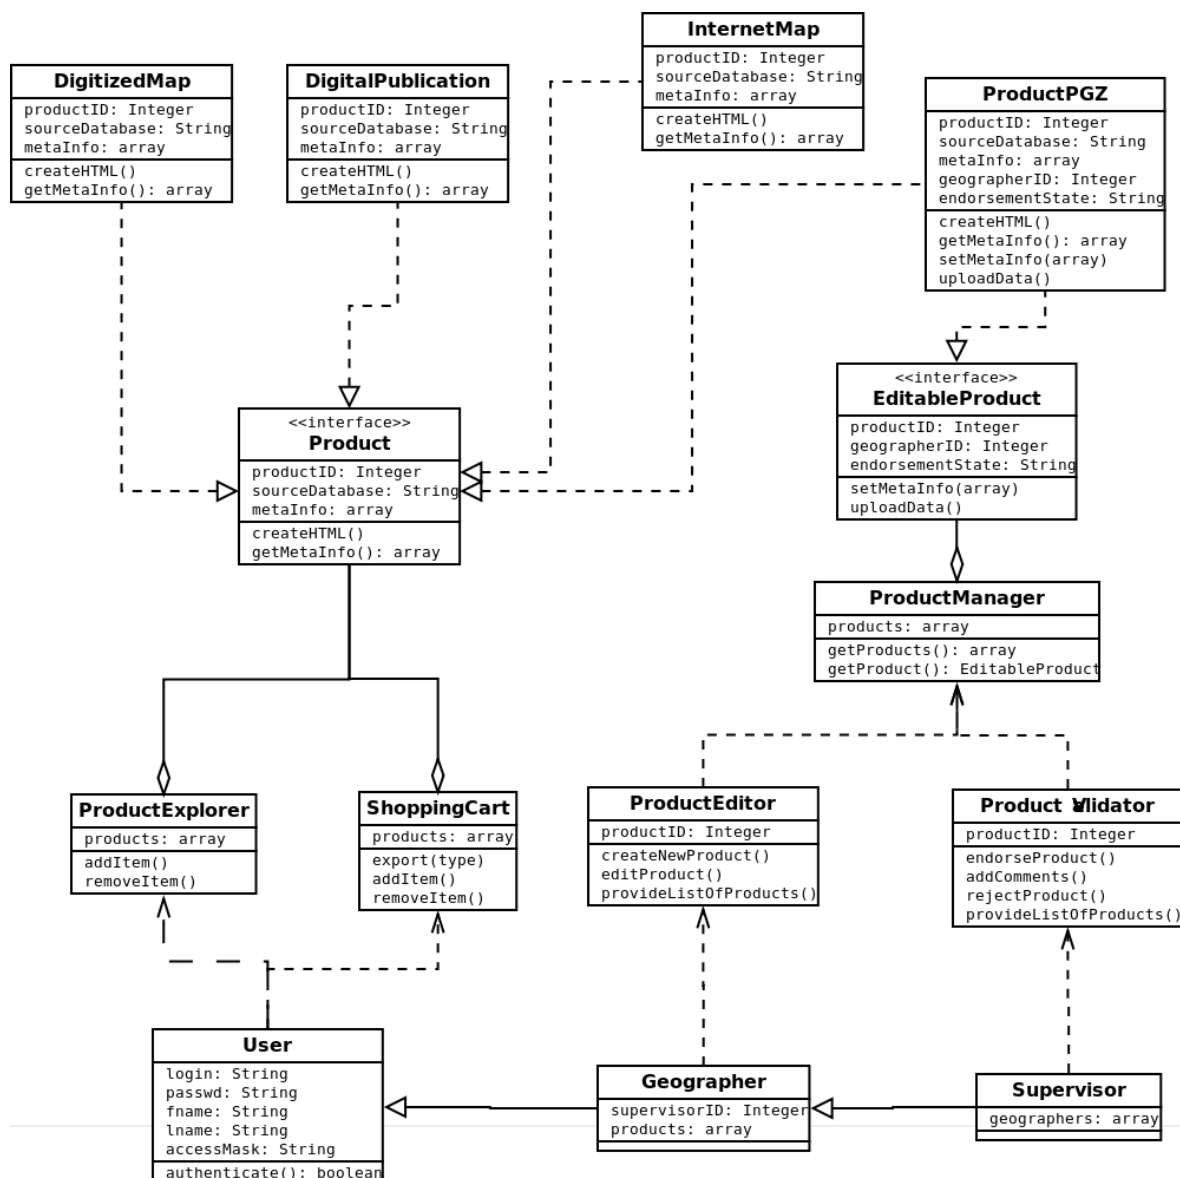 InternetMap
productID: Integer
sourceDatabase: String
metaInfo: array
createHTML()
getMetaInfo(): array
DigitizedMap
productID: Integer
sourceDatabase: String
metaInfo: array
createHTML()
getMetaInfo(): array
DigitalPublication
productID: Integer
sourceDatabase: String
metaInfo: array
createHTML()
getMetaInfo(): array
ProductPGZ
productID: Integer
sourceDatabase: String
metaInfo: array
geographerID: Integer
endorsementState: String
createHTML()
getMetaInfo(): array
setMetaInfo(array)
uploadData()
<<interface>>
EditableProduct
productID: Integer
geographerID: Integer
endorsementState: String
setMetaInfo(array)
uploadData()
<<interface>>
Product
productID: Integer
sourceDatabase: String
metaInfo: array
createHTML()
getMetaInfo(): array
ProductManager
products: array
getProducts(): array
getProduct(): EditableProduct
ProductExplorer
products: array
addItem()
removeItem()
ShoppingCart
products: array
export(type)
addItem()
removeItem()
ProductEditor
productID: Integer
createNewProduct()
editProduct()
provideListOfProducts()
Product Validator
productID: Integer
endorseProduct()
addComments()
rejectProduct()
provideListOfProducts()
User
login: String
passwd: String
fname: String
lname: String
accessMask: String
authenticate(): boolean
Geographer
supervisorID: Integer
products: array
Supervisor
geographers: array